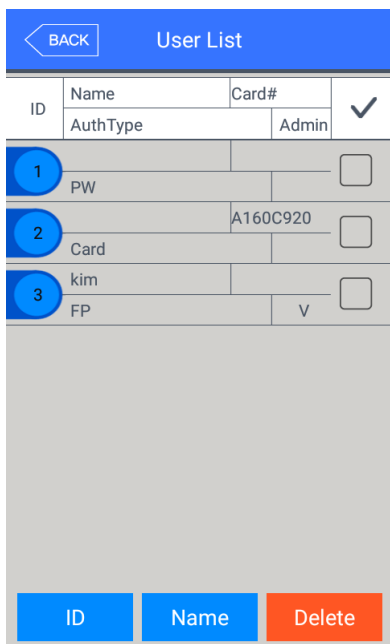 BACK User List
ID Name Card#
AuthType Admin
1
PW
2 A160C920
Card
3 kim
FP V
ID Name Delete